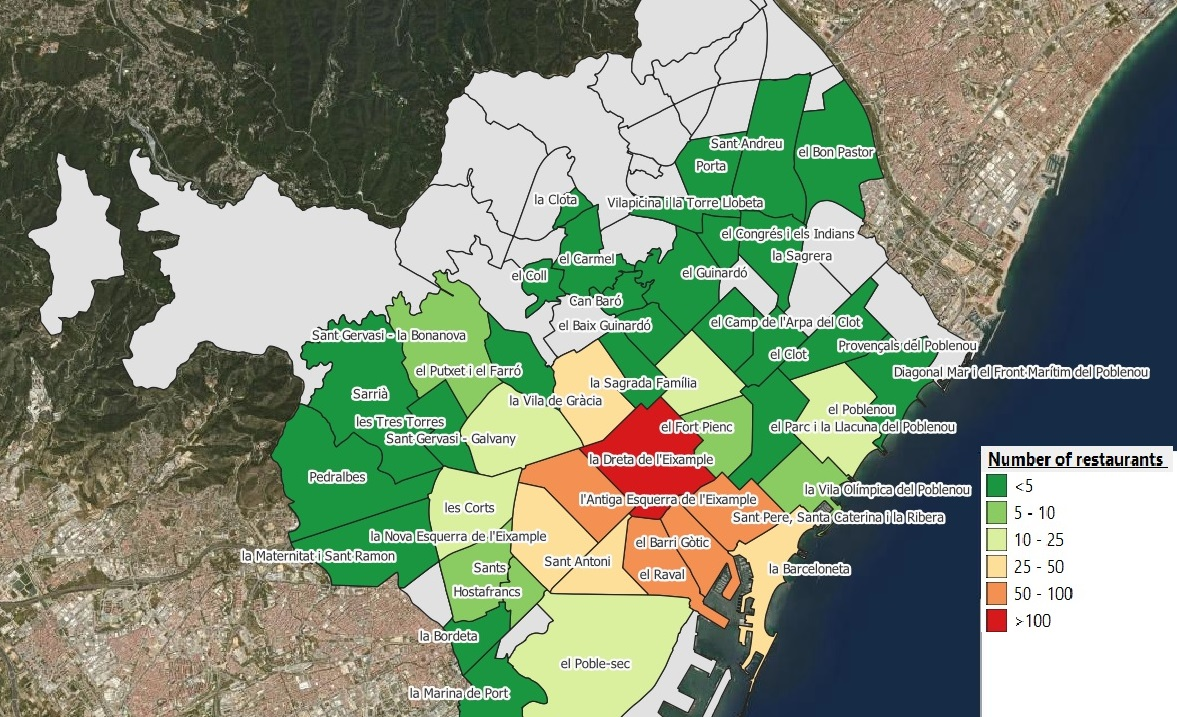 Sant Andreu
el Bon Pastor
Porta
la Clota
Vilapicina i la Torre Llobeta
el Congrés i els Indians
la Sagrera
el Carmel
el Coll
el Guinardó
Can Baró
el Baix Guinardó
el Camp de l'Arpa del Clot
Sant Gervasi - la Bonanova
Provençals del Poblenou
el Clot
el Putxet i el Farró
Diagonal Mar i el Front Marítim del Poblenou
la Sagrada Família
Sarrià
la Vila de Gràcia
el Poblenou
les Tres Torres
el Fort Pienc
el Parc i la Llacuna del Poblenou
Sant Gervasi - Galvany
la Dreta de l'Eixample
Number of restaurants
Pedralbes
<5
la Vila Olímpica del Poblenou
l'Antiga Esquerra de l'Eixample
les Corts
5 - 10
Sant Pere, Santa Caterina i la Ribera
la Nova Esquerra de l'Eixample
10 - 25
el Barri Gòtic
la Maternitat i Sant Ramon
Sant Antoni
25 - 50
Sants
la Barceloneta
el Raval
Hostafrancs
50 - 100
>100
la Bordeta
el Poble-sec
la Marina de Port